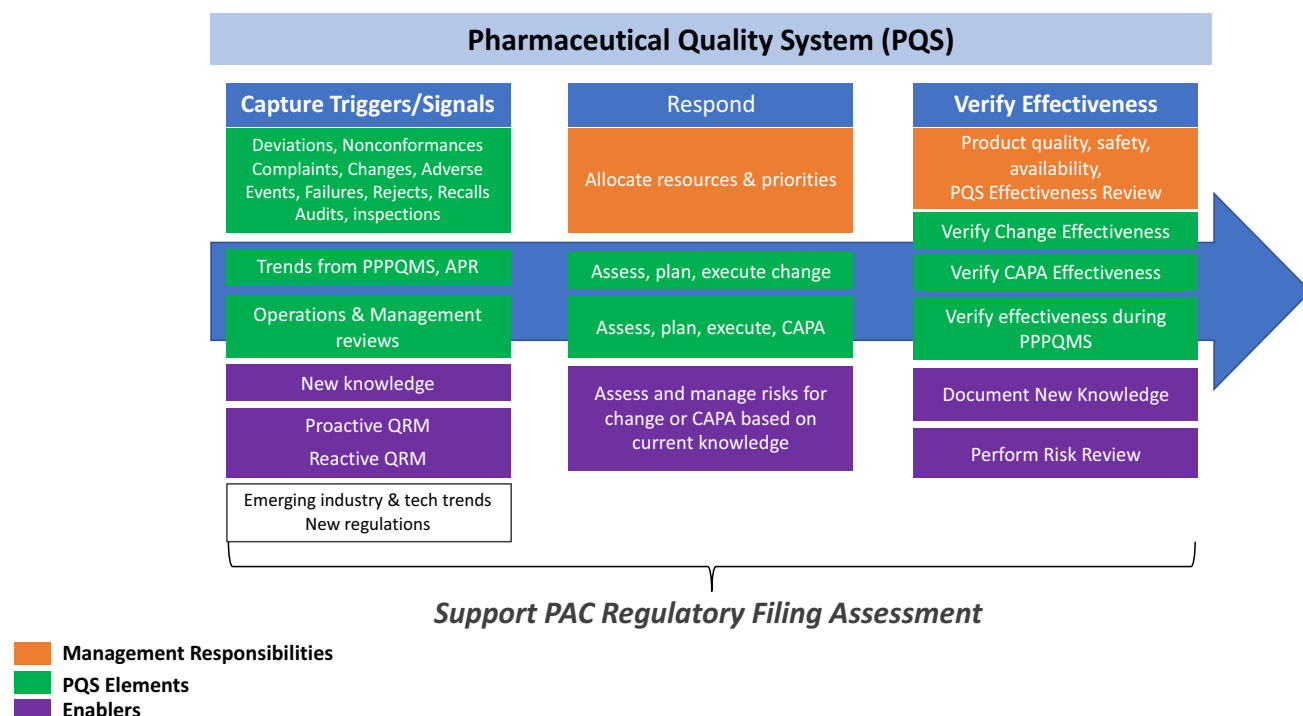 Pharmaceutical Quality System (PQS)
Capture Triggers/Signals
Deviations, Nonconformances
Complaints, Changes, Adverse
Events, Failures, Rejects, Recalls
Audits, inspections
Trends from PPPQMS, APR
Operations & Management
reviews
New knowledge
Proactive QRM
Reactive QRM
Emerging industry & tech trends
New regulations
Respond
Allocate resources & priorities
Assess, plan, execute change
Assess, plan, execute, CAPA
Assess and manage risks for
change or CAPA based on
current knowledge
Verify Effectiveness
Product quality, safety,
availability,
PQS Effectiveness Review
Verify Change Effectiveness
Verify CAPA Effectiveness
Verify effectiveness during
PPPQMS
Document New Knowledge
Perform Risk Review
Support PAC Regulatory Filing Assessment
Management Responsibilities
PQS Elements
Enablers